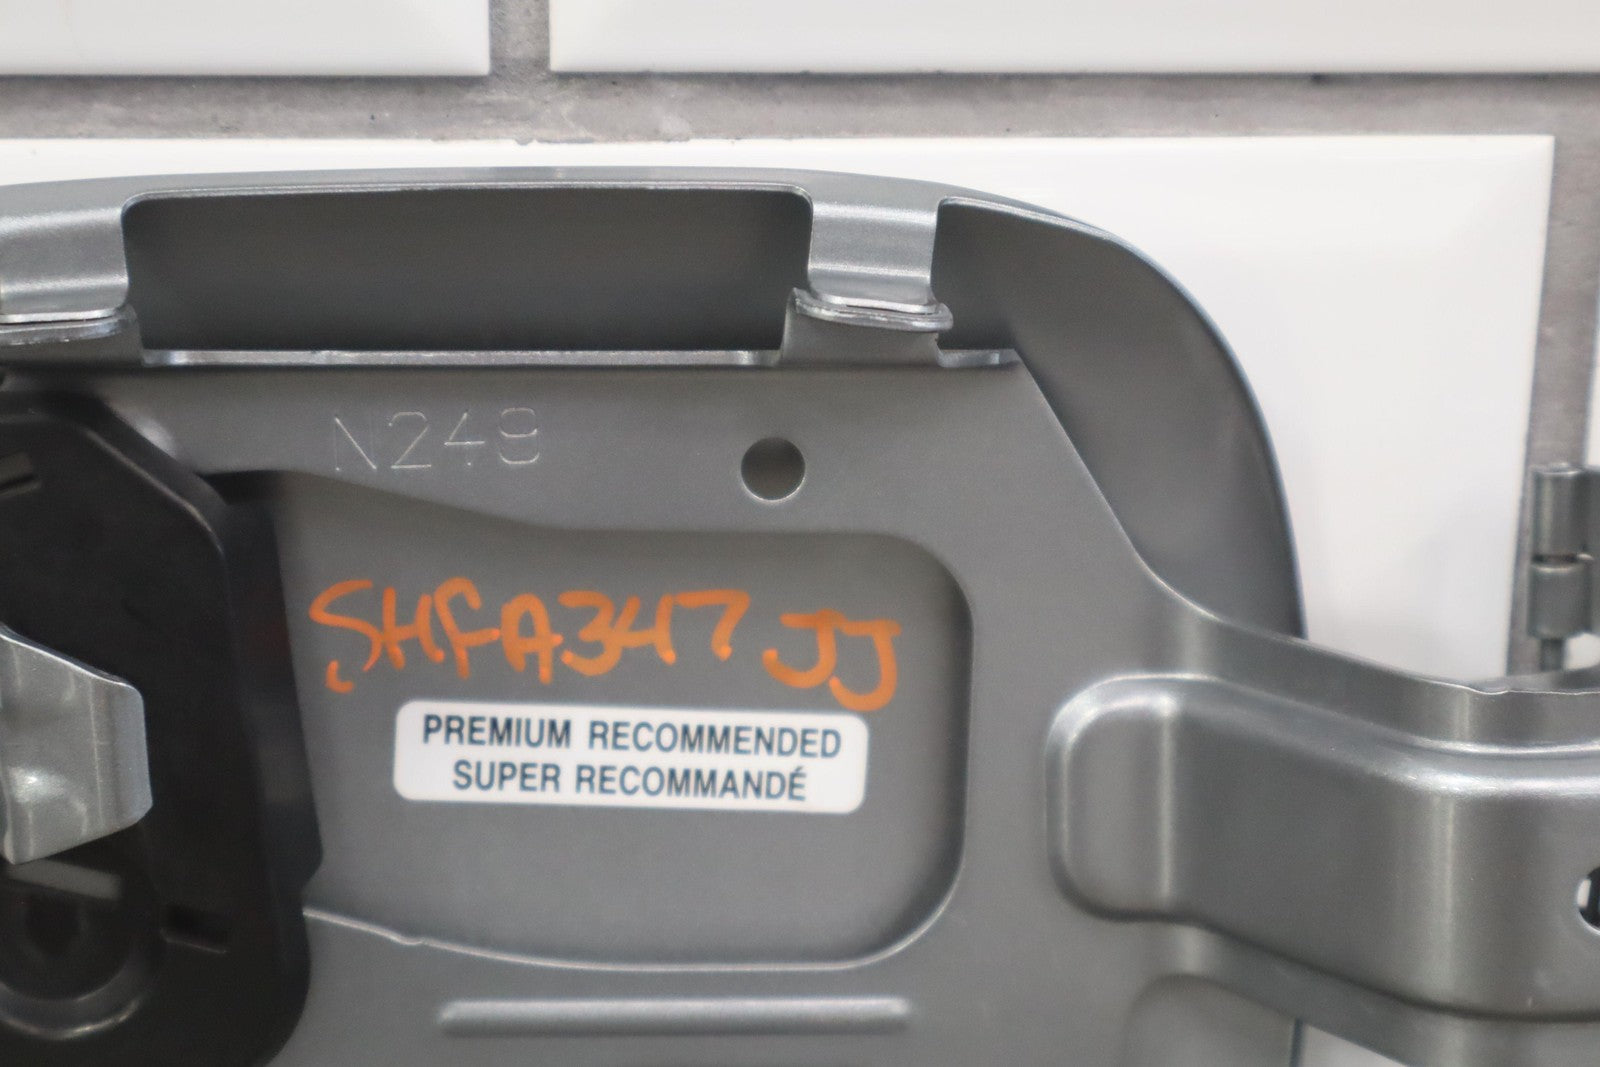 N249
SHFA347 JJ
PREMIUM RECOMMENDED
SUPER RECOMMANDÉ